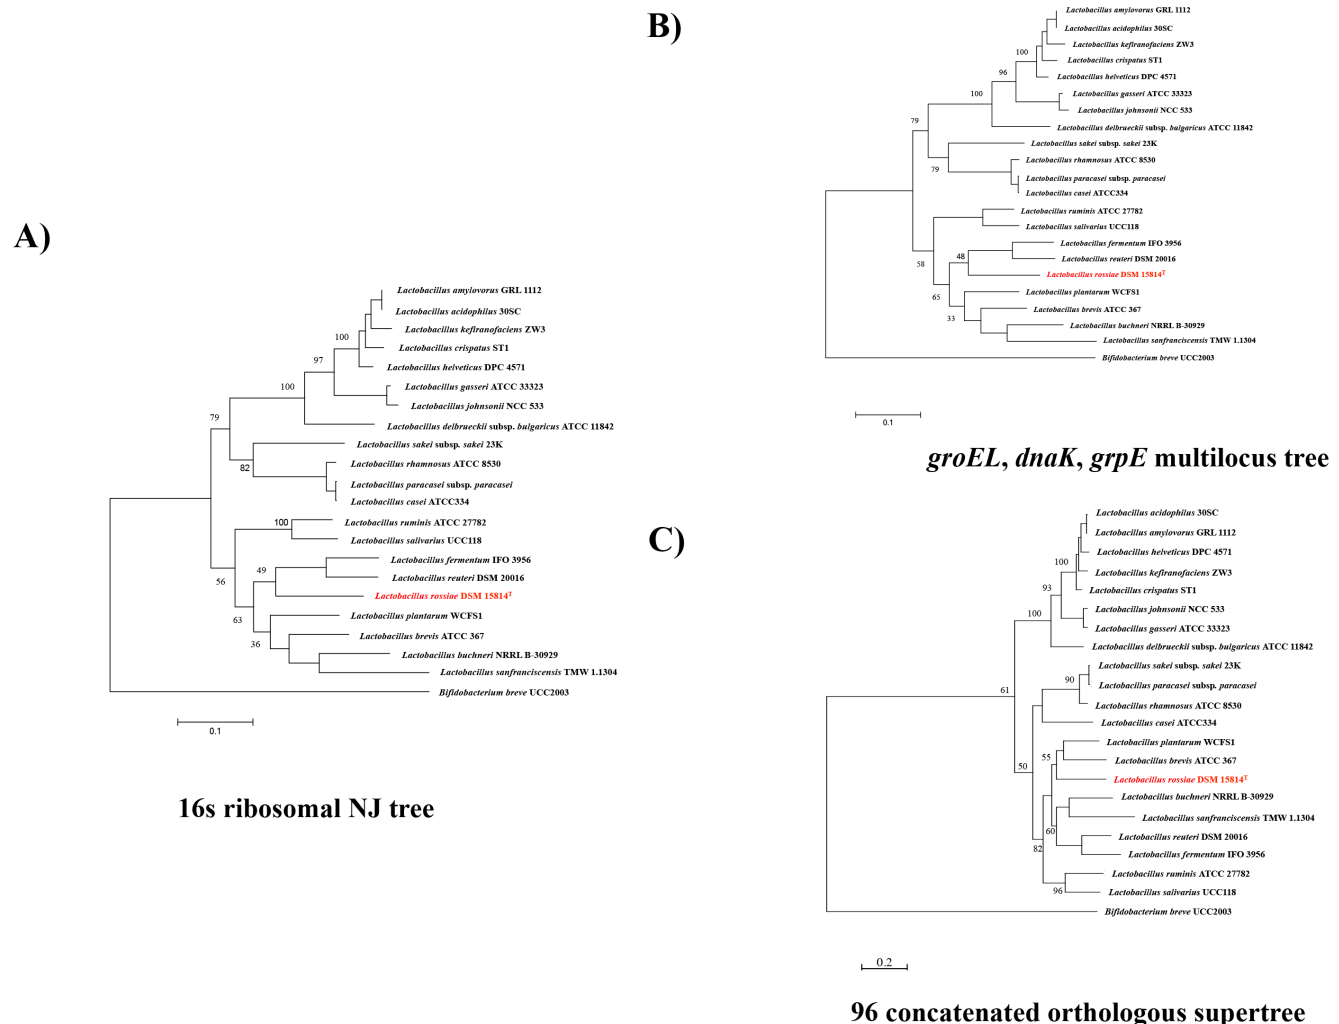 A)
Lactobacillus amylovorus GRL 1112
Lactobacillus acidophilus 30SC
Lactobacillus kefiranofaciens ZW3
100
Lactobacillus crispatus ST1
97
Lactobacillus helveticus DPC 4571
100
Lactobacillus gasseri ATCC 33323
Lactobacillus johnsonii NCC 533
79
Lactobacillus delbrueckii subsp. bulgaricus ATCC 11842
Lactobacillus sakei subsp. sakei 23K
82
Lactobacillus rhamnosus ATCC 8530
Lactobacillus paracasei subsp. paracasei
Lactobacillus casei ATCC334
100
Lactobacillus ruminis ATCC 27782
Lactobacillus salivarius UCC118
Lactobacillus fermentum IFO 3956
49
56
Lactobacillus reuteri DSM 20016
Lactobacillus rossiae DSM 15814T
63
Lactobacillus plantarum WCFS1
36
Lactobacillus brevis ATCC 367
Lactobacillus buchneri NRRL B-30929
Lactobacillus sanfranciscensis TMW 1.1304
Bifidobacterium breve UCC2003
0.1
16s ribosomal NJ tree
B)
Lactobacillus amylovorus GRL 1112
Lactobacillus acidophilus 30SC
Lactobacillus kefiranofaciens ZW3
100
Lactobacillus crispatus ST1
96
Lactobacillus helveticus DPC 4571
100
Lactobacillus gasseri ATCC 33323
Lactobacillus johnsonii NCC 533
79
Lactobacillus delbrueckii subsp. bulgaricus ATCC 11842
Lactobacillus sakei subsp. sakei 23K
79
Lactobacillus rhamnosus ATCC 8530
Lactobacillus paracasei subsp. paracasei
Lactobacillus casei ATCC334
Lactobacillus ruminis ATCC 27782
Lactobacillus salivarius UCC118
Lactobacillus fermentum IFO 3956
48
58
Lactobacillus reuteri DSM 20016
Lactobacillus rossiae DSM 15814T
65
Lactobacillus plantarum WCFS1
33
Lactobacillus brevis ATCC 367
Lactobacillus buchneri NRRL B-30929
Lactobacillus sanfranciscensis TMW 1.1304
Bifidobacterium breve UCC2003
0.1
groEL, dnaK, grpE multilocus tree
C)
Lactobacillus acidophilus 30SC
Lactobacillus amylovorus GRL 1112
Lactobacillus helveticus DPC 4571
100
Lactobacillus kefiranofaciens ZW3
93
Lactobacillus crispatus ST1
100
Lactobacillus johnsonii NCC 533
Lactobacillus gasseri ATCC 33323
Lactobacillus delbrueckii subsp. bulgaricus ATCC 11842
Lactobacillus sakei subsp. sakei 23K
90
Lactobacillus paracasei subsp. paracasei
61
Lactobacillus rhamnosus ATCC 8530
Lactobacillus casei ATCC334
Lactobacillus plantarum WCFS1
55
50
Lactobacillus brevis ATCC 367
Lactobacillus rossiae DSM 15814T
Lactobacillus buchneri NRRL B-30929
Lactobacillus sanfranciscensis TMW 1.1304
60
Lactobacillus reuteri DSM 20016
82
Lactobacillus fermentum IFO 3956
Lactobacillus ruminis ATCC 27782
96
Lactobacillus salivarius UCC118
Bifidobacterium breve UCC2003
0.2
96 concatenated orthologous supertree